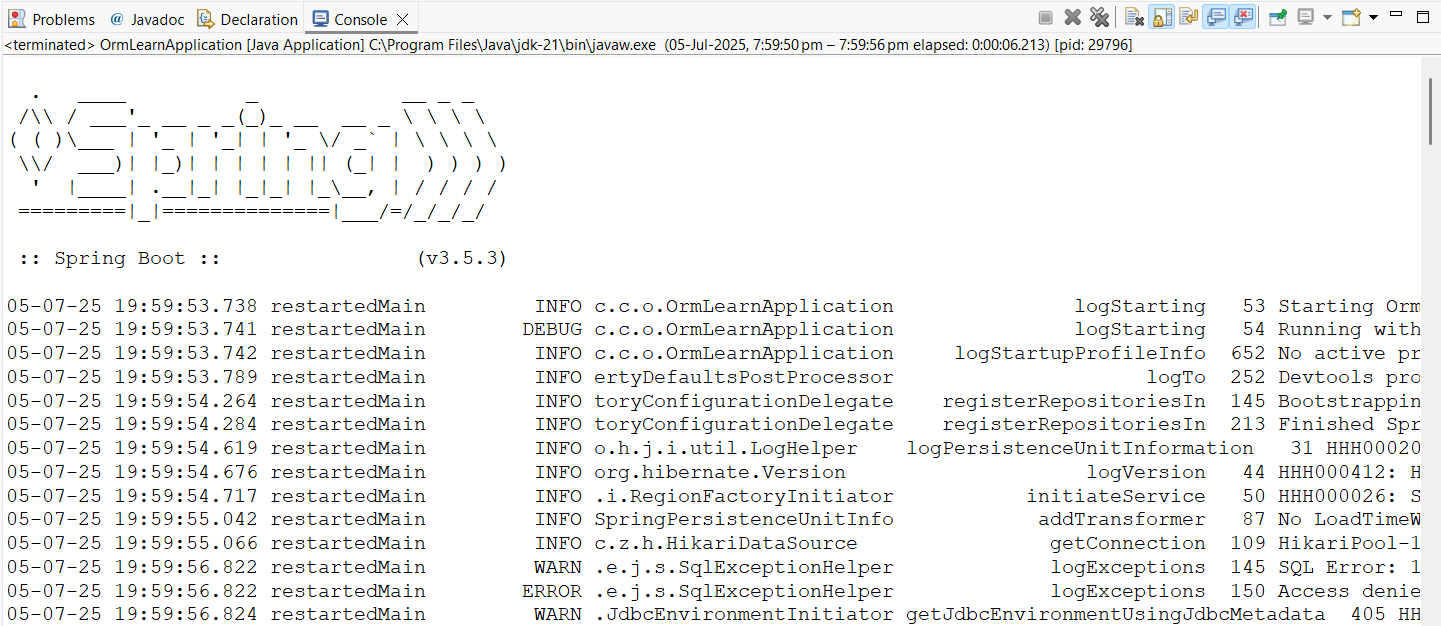 Problems @ Javadoc Declaration Console
<terminated> OrmLearnApplication [Java Application] C:\Program Files\Java\jdk-21\bin\javaw.exe (05-Jul-2025, 7:59:50 pm – 7:59:56 pm elapsed: 0:00:06.213) [pid: 29796]
  .   ____          _            __ _ _
 /\\ / ___'_ __ _ _(_)_ __  __ _ \ \ \ \
( ( )\___ | '_ | '_| | '_ \/ _` | \ \ \ \
 \\/  ___)| |_)| | | | | || (_| |  ) ) ) )
  '  |____| .__|_| |_|_| |_\__, | / / / /
 =========|_|==============|___/=/_/_/_/
 :: Spring Boot ::                (v3.5.3)
05-07-25 19:59:53.738 restartedMain         INFO c.c.o.OrmLearnApplication               logStarting   53 Starting Orm
05-07-25 19:59:53.741 restartedMain        DEBUG c.c.o.OrmLearnApplication               logStarting   54 Running with
05-07-25 19:59:53.742 restartedMain         INFO c.c.o.OrmLearnApplication     logStartupProfileInfo  652 No active pr
05-07-25 19:59:53.789 restartedMain         INFO ertyDefaultsPostProcessor                     logTo  252 Devtools pro
05-07-25 19:59:54.264 restartedMain         INFO toryConfigurationDelegate    registerRepositoriesIn  145 Bootstrappin
05-07-25 19:59:54.284 restartedMain         INFO toryConfigurationDelegate    registerRepositoriesIn  213 Finished Spr
05-07-25 19:59:54.619 restartedMain         INFO o.h.j.i.util.LogHelper    logPersistenceUnitInformation   31 HHH00020
05-07-25 19:59:54.676 restartedMain         INFO org.hibernate.Version                    logVersion   44 HHH000412: H
05-07-25 19:59:54.717 restartedMain         INFO .i.RegionFactoryInitiator           initiateService   50 HHH000026: S
05-07-25 19:59:55.042 restartedMain         INFO SpringPersistenceUnitInfo            addTransformer   87 No LoadTimeW
05-07-25 19:59:55.066 restartedMain         INFO c.z.h.HikariDataSource                getConnection  109 HikariPool-1
05-07-25 19:59:56.822 restartedMain         WARN .e.j.s.SqlExceptionHelper             logExceptions  145 SQL Error: 1
05-07-25 19:59:56.822 restartedMain        ERROR .e.j.s.SqlExceptionHelper             logExceptions  150 Access denie
05-07-25 19:59:56.824 restartedMain         WARN .JdbcEnvironmentInitiator getJdbcEnvironmentUsingJdbcMetadata  405 HH